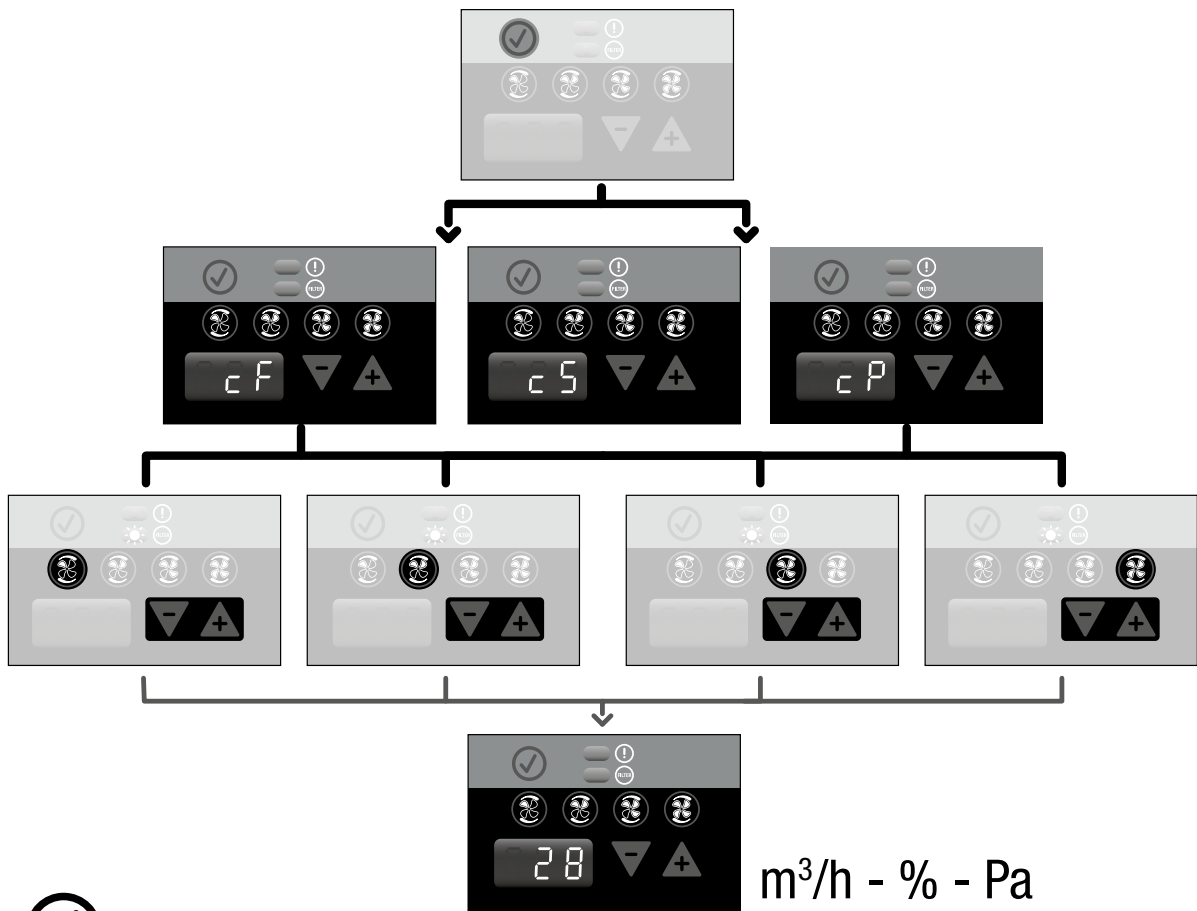 !
FILTER
- +
!
FILTER
cF
- +
!
FILTER
cS
- +
!
FILTER
cP
- +
!
FILTER
- +
!
FILTER
- +
!
FILTER
- +
!
FILTER
- +
!
FILTER
28
- +
m³/h - % - Pa